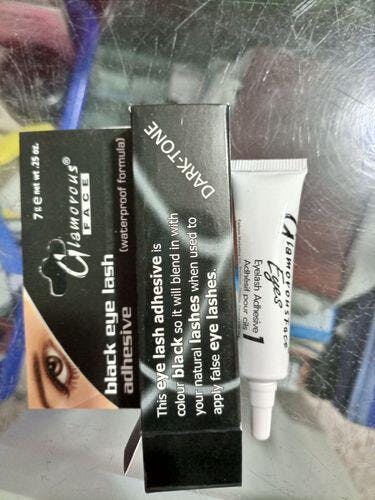 Glamorous®
FACE
black eye lash
adhesive
(waterproof formula)
7g e net wt .25 oz.
DARK-TONE
This eye lash adhesive is
colour black so it will blend in with
your natural lashes when used to
apply false eye lashes.
Glamorous Face
Eyes
Eyelash Adhesive
Adhésif pour cils
1